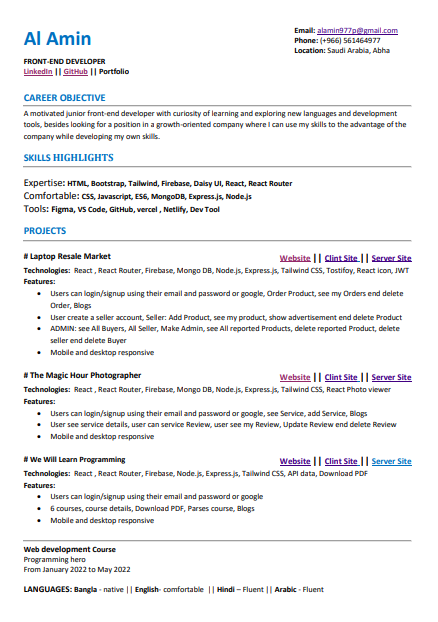 Al Amin
Email: alamin977p@gmail.com
Phone: (+966) 561464977
Location: Saudi Arabia, Abha
FRONT-END DEVELOPER
LinkedIn || GitHub || Portfolio
CAREER OBJECTIVE
A motivated junior front-end developer with curiosity of learning and exploring new languages and development
tools, besides looking for a position in a growth-oriented company where I can use my skills to the advantage of the
company while developing my own skills.
SKILLS HIGHLIGHTS
Expertise: HTML, Bootstrap, Tailwind, Firebase, Daisy UI, React, React Router
Comfortable: CSS, Javascript, ES6, MongoDB, Express.js, Node.js
Tools: Figma, VS Code, GitHub, vercel , Netlify, Dev Tool
PROJECTS
# Laptop Resale Market Website || Clint Site || Server Site
Technologies: React , React Router, Firebase, Mongo DB, Node.js, Express.js, Tailwind CSS, Tostifoy, React icon, JWT
Features:
• Users can login/signup using their email and password or google, Order Product, see my Orders end delete
Order, Blogs
• User create a seller account, Seller: Add Product, see my product, show advertisement end delete Product
• ADMIN: see All Buyers, All Seller, Make Admin, see All reported Products, delete reported Product, delete
seller end delete Buyer
• Mobile and desktop responsive
# The Magic Hour Photographer Website || Clint Site || Server Site
Technologies: React , React Router, Firebase, Mongo DB, Node.js, Express.js, Tailwind CSS, React Photo viewer
Features:
• Users can login/signup using their email and password or google, see Service, add Service, Blogs
• User see service details, user can service Review, user see my Review, Update Review end delete Review
• Mobile and desktop responsive
# We Will Learn Programming Website || Clint Site || Server Site
Technologies: React , React Router, Firebase, Node.js, Express.js, Tailwind CSS, API data, Download PDF
Features:
• Users can login/signup using their email and password or google
• 6 courses, course details, Download PDF, Parses course, Blogs
• Mobile and desktop responsive
Web development Course
Programming hero
From January 2022 to May 2022
LANGUAGES: Bangla - native || English- comfortable || Hindi – Fluent || Arabic - Fluent